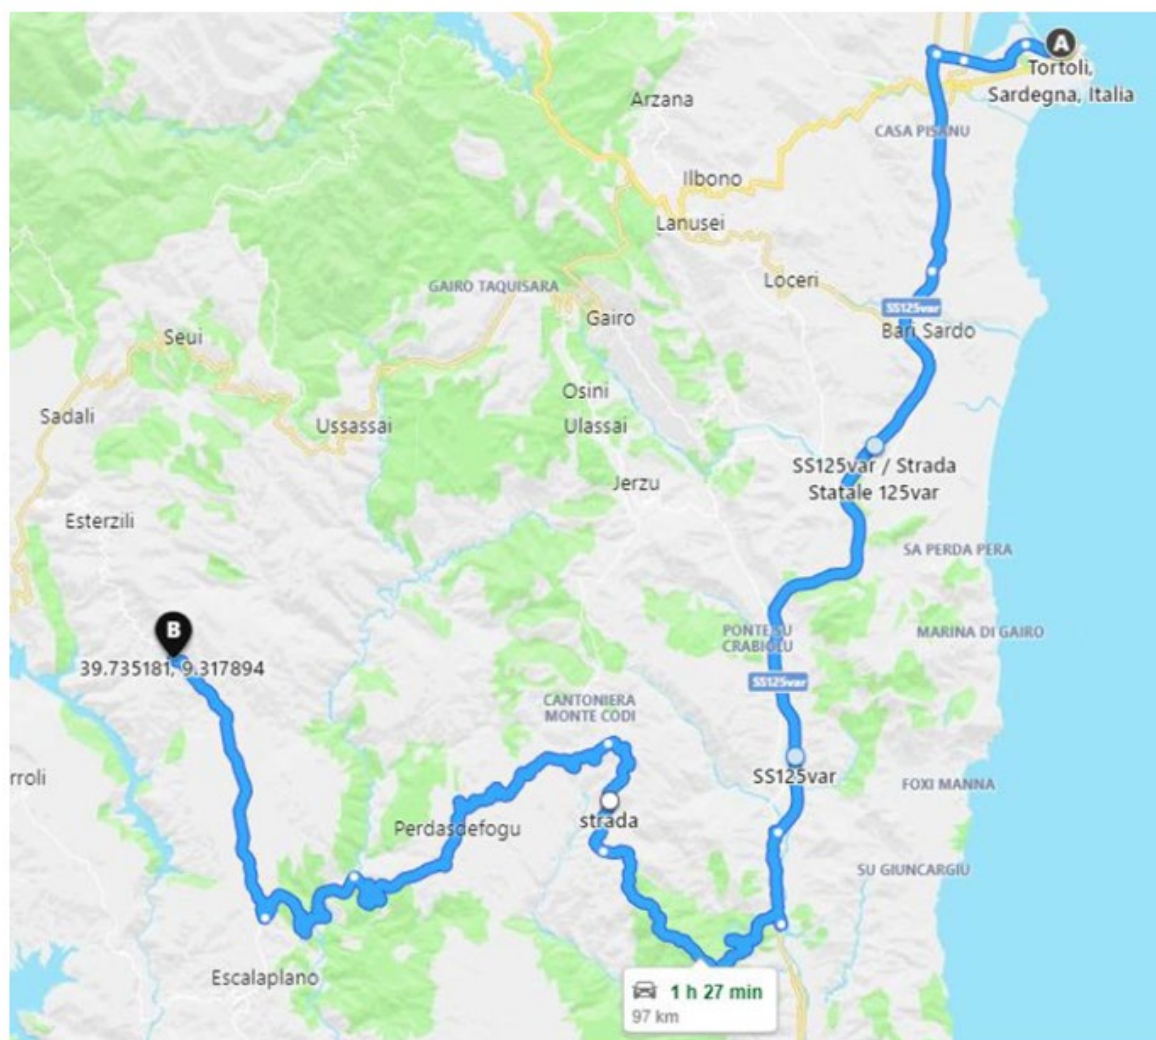 A
Tortoli,
Sardegna, Italia
Arzana
CASA PISANU
Ilbono
Lanusei
Loceri
GAIRO TAQUISARA
SS125var
Gairo
Bari Sardo
Seui
Osini
Sadali
Ussassai
Ulassai
SS125var / Strada
Statale 125var
Jerzu
Esterzili
SA PERDA PERA
B
PONTE SU
CRABIOLU
MARINA DI GAIRO
39.735181, 9.317894
SS125var
CANTONIERA
MONTE CODI
rroli
SS125var
FOXI MANNA
strada
Perdasdefogu
SU GIUNCARGIU
Escalaplano
1 h 27 min
97 km